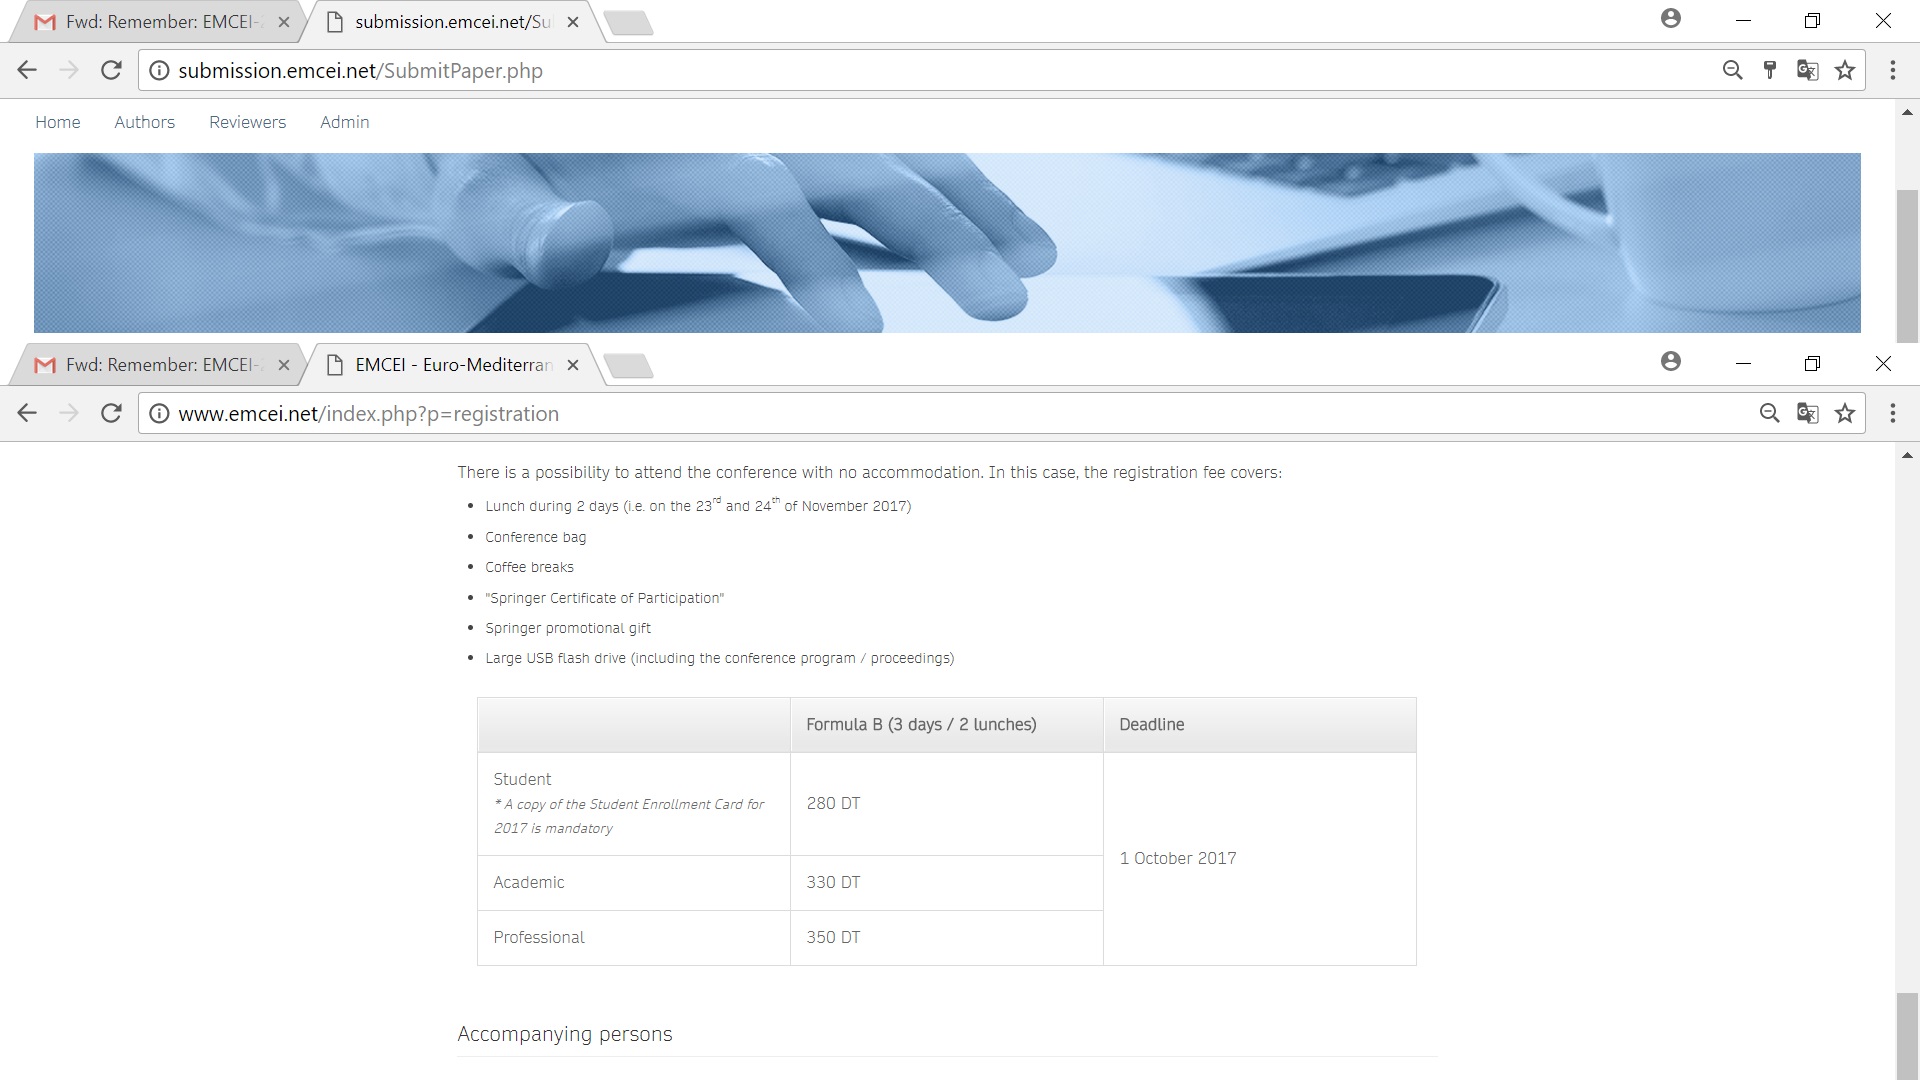 Fwd: Remember: EMCEI-
submission.emcei.net/Su
submission.emcei.net/SubmitPaper.php
Home Authors Reviewers Admin
Fwd: Remember: EMCEI-
EMCEI - Euro-Mediterran
www.emcei.net/index.php?p=registration
There is a possibility to attend the conference with no accommodation. In this case, the registration fee covers:
• Lunch during 2 days (i.e. on the 23rd and 24th of November 2017)
• Conference bag
• Coffee breaks
• "Springer Certificate of Participation"
• Springer promotional gift
• Large USB flash drive (including the conference program / proceedings)
Formula B (3 days / 2 lunches) Deadline
Student
* A copy of the Student Enrollment Card for
2017 is mandatory
280 DT
1 October 2017
Academic 330 DT
Professional 350 DT
Accompanying persons